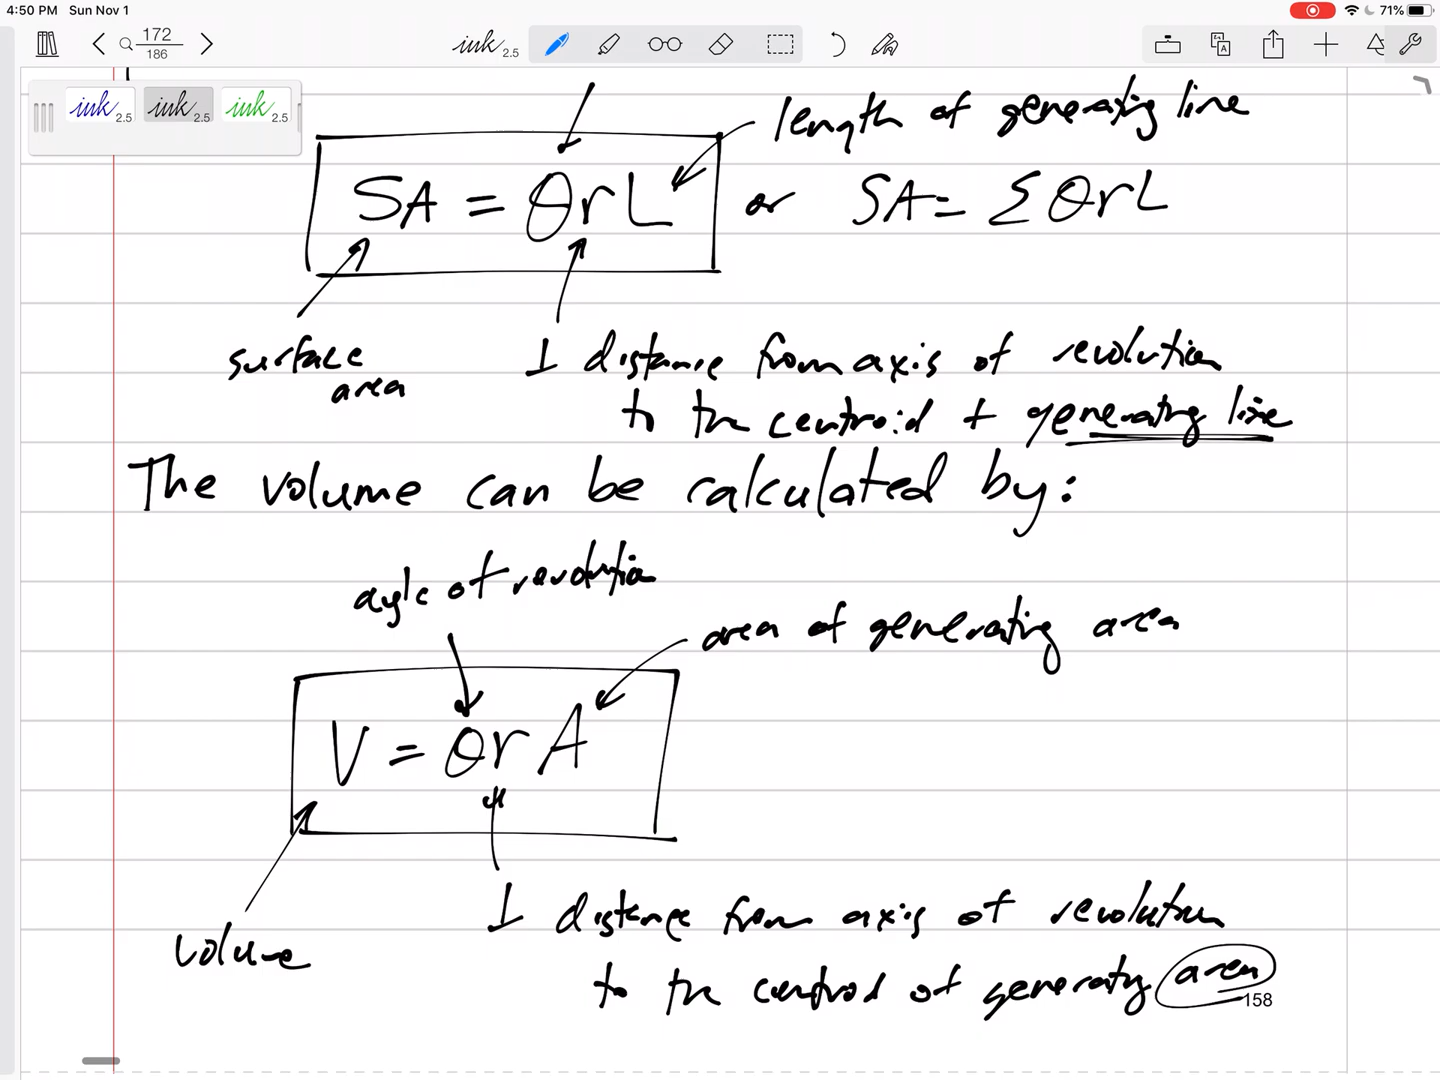 4:50 PM Sun Nov 1
71%
172
186
ink 2.5
ink 2.5
ink 2.5
ink 2.5
length of generating line
SA = θrL or SA = Σ θrL
surface
area
⊥ distance from axis of revolution
to the centroid of generating line
The volume can be calculated by:
angle of revolution
area of generating area
V = θrA
volume
⊥ distance from axis of revolution
to the centroid of generating area
158